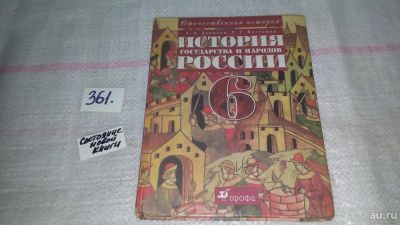 361.
Состояние
новой
книги
Отечественная история
ИСТОРИЯ
ГОСУДАРСТВА И НАРОДОВ
РОССИИ
6
ДРОФА
au.ru